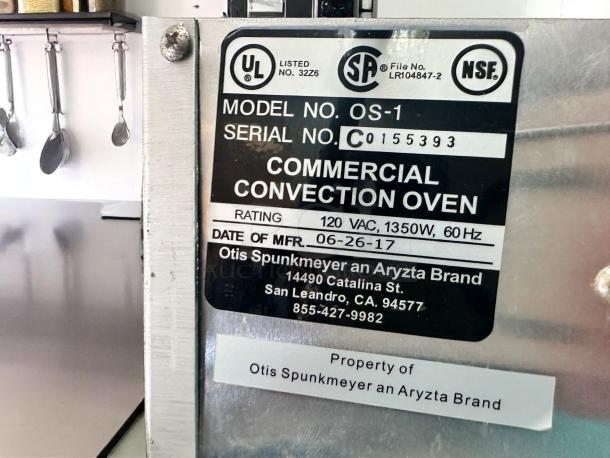 UL
LISTED
NO. 32Z6
SA
File No.
LR104847-2
NSF
MODEL NO. OS-1
SERIAL NO. C0155393
COMMERCIAL
CONVECTION OVEN
RATING 120 VAC, 1350W, 60 Hz
DATE OF MFR. 06-26-17
Otis Spunkmeyer an Aryzta Brand
14490 Catalina St.
San Leandro, CA. 94577
855-427-9982
Property of
Otis Spunkmeyer an Aryzta Brand